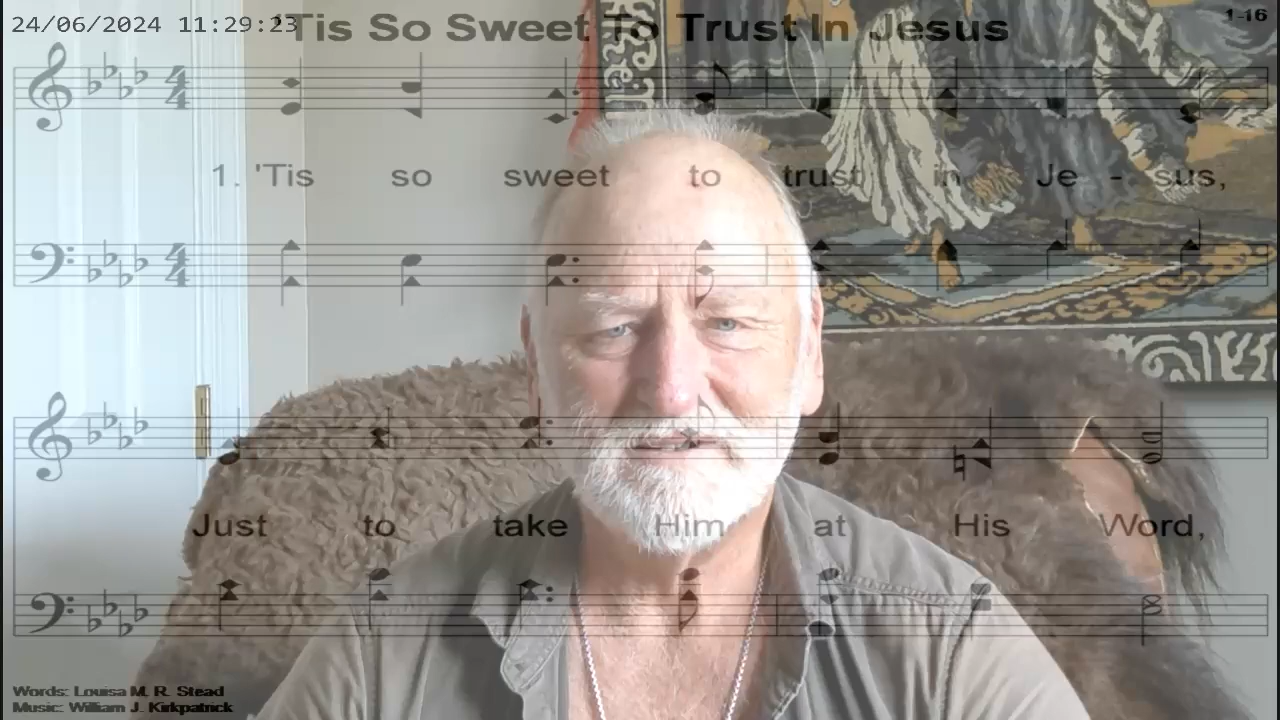 24/06/2024 11:29:23
'Tis So Sweet To Trust In Jesus
1-16
1. 'Tis so sweet to trust in Je - sus,
Just to take Him at His Word,
Words: Louisa M. R. Stead
Music: William J. Kirkpatrick